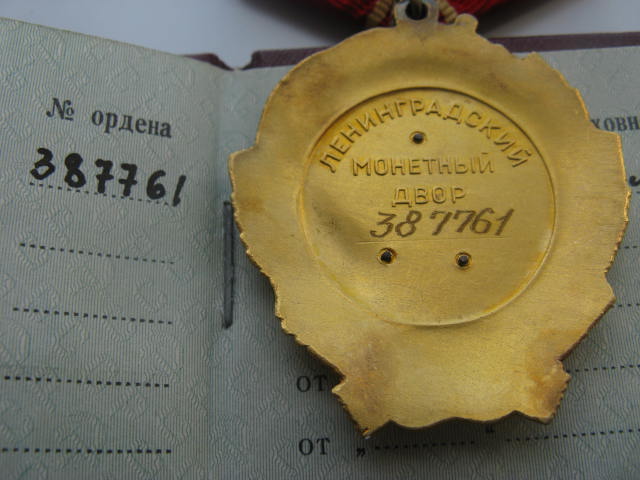 № ордена
387761
ЛЕНИНГРАДСКИЙ
МОНЕТНЫЙ
ДВОР
387761
от
от „ “